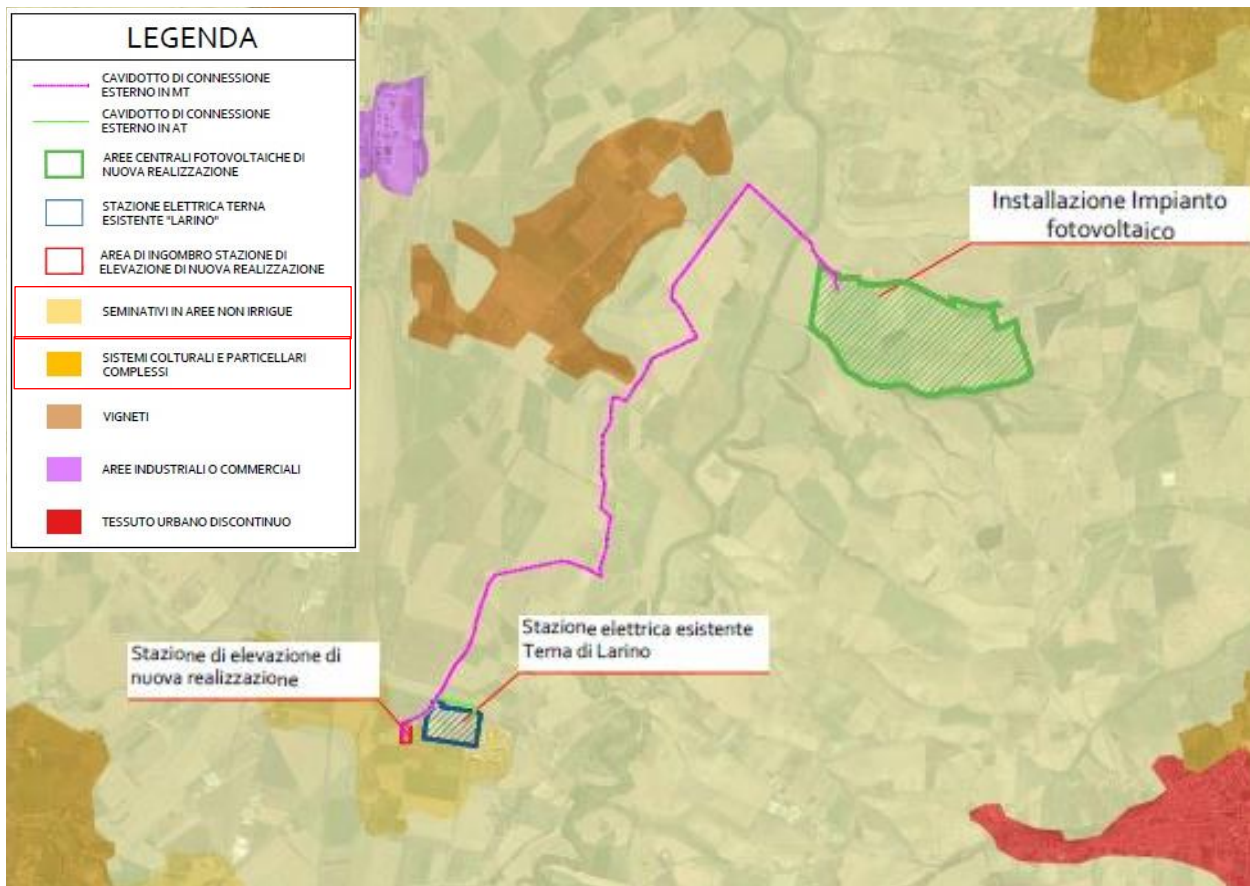 LEGENDA
CAVIDOTTO DI CONNESSIONE
ESTERNO IN MT
CAVIDOTTO DI CONNESSIONE
ESTERNO IN AT
AREE CENTRALI FOTOVOLTAICHE DI
NUOVA REALIZZAZIONE
STAZIONE ELETTRICA TERNA
ESISTENTE "LARINO"
AREA DI INGOMBRO STAZIONE DI
ELEVAZIONE DI NUOVA REALIZZAZIONE
SEMINATIVI IN AREE NON IRRIGUE
SISTEMI COLTURALI E PARTICELLARI
COMPLESSI
VIGNETI
AREE INDUSTRIALI O COMMERCIALI
TESSUTO URBANO DISCONTINUO
Installazione Impianto
fotovoltaico
Stazione elettrica esistente
Terna di Larino
Stazione di elevazione di
nuova realizzazione